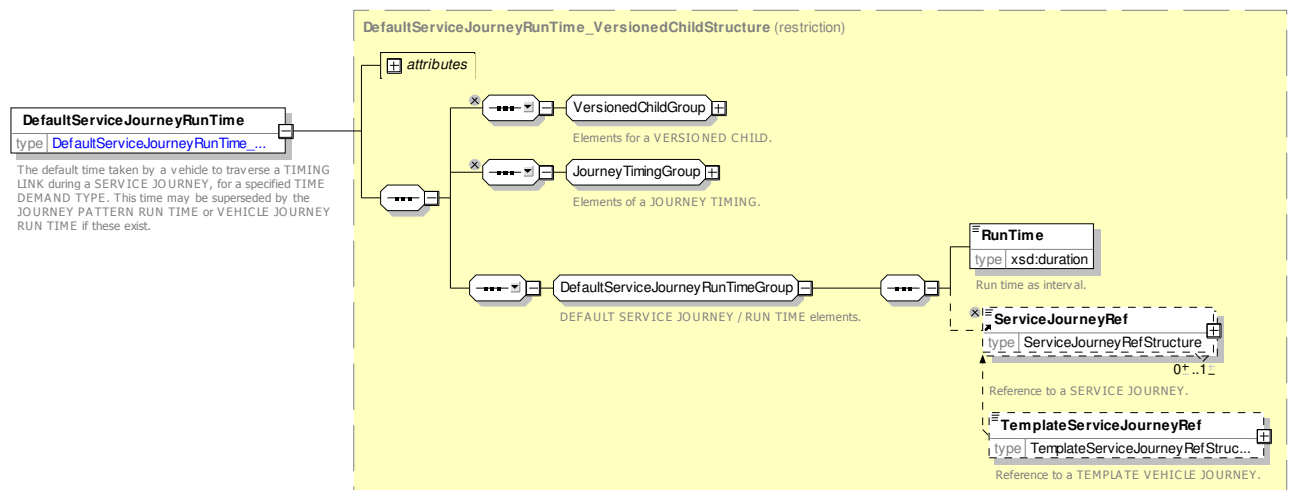 DefaultServiceJourneyRunTime_VersionedChildStructure (restriction)
attributes
VersionedChildGroup
Elements for a VERSIONED CHILD.
DefaultServiceJourneyRunTime
type DefaultServiceJourneyRunTime_...
The default time taken by a vehicle to traverse a TIMING
LINK during a SERVICE JOURNEY, for a specified TIME
DEMAND TYPE. This time may be superseded by the
JOURNEY PATTERN RUN TIME or VEHICLE JOURNEY
RUN TIME if these exist.
JourneyTimingGroup
Elements of a JOURNEY TIMING.
RunTime
type xsd:duration
Run time as interval.
DefaultServiceJourneyRunTimeGroup
DEFAULT SERVICE JOURNEY / RUN TIME elements.
ServiceJourneyRef
type ServiceJourneyRefStructure
0±..1±
Reference to a SERVICE JOURNEY.
TemplateServiceJourneyRef
type TemplateServiceJourneyRefStruc...
Reference to a TEMPLATE VEHICLE JOURNEY.